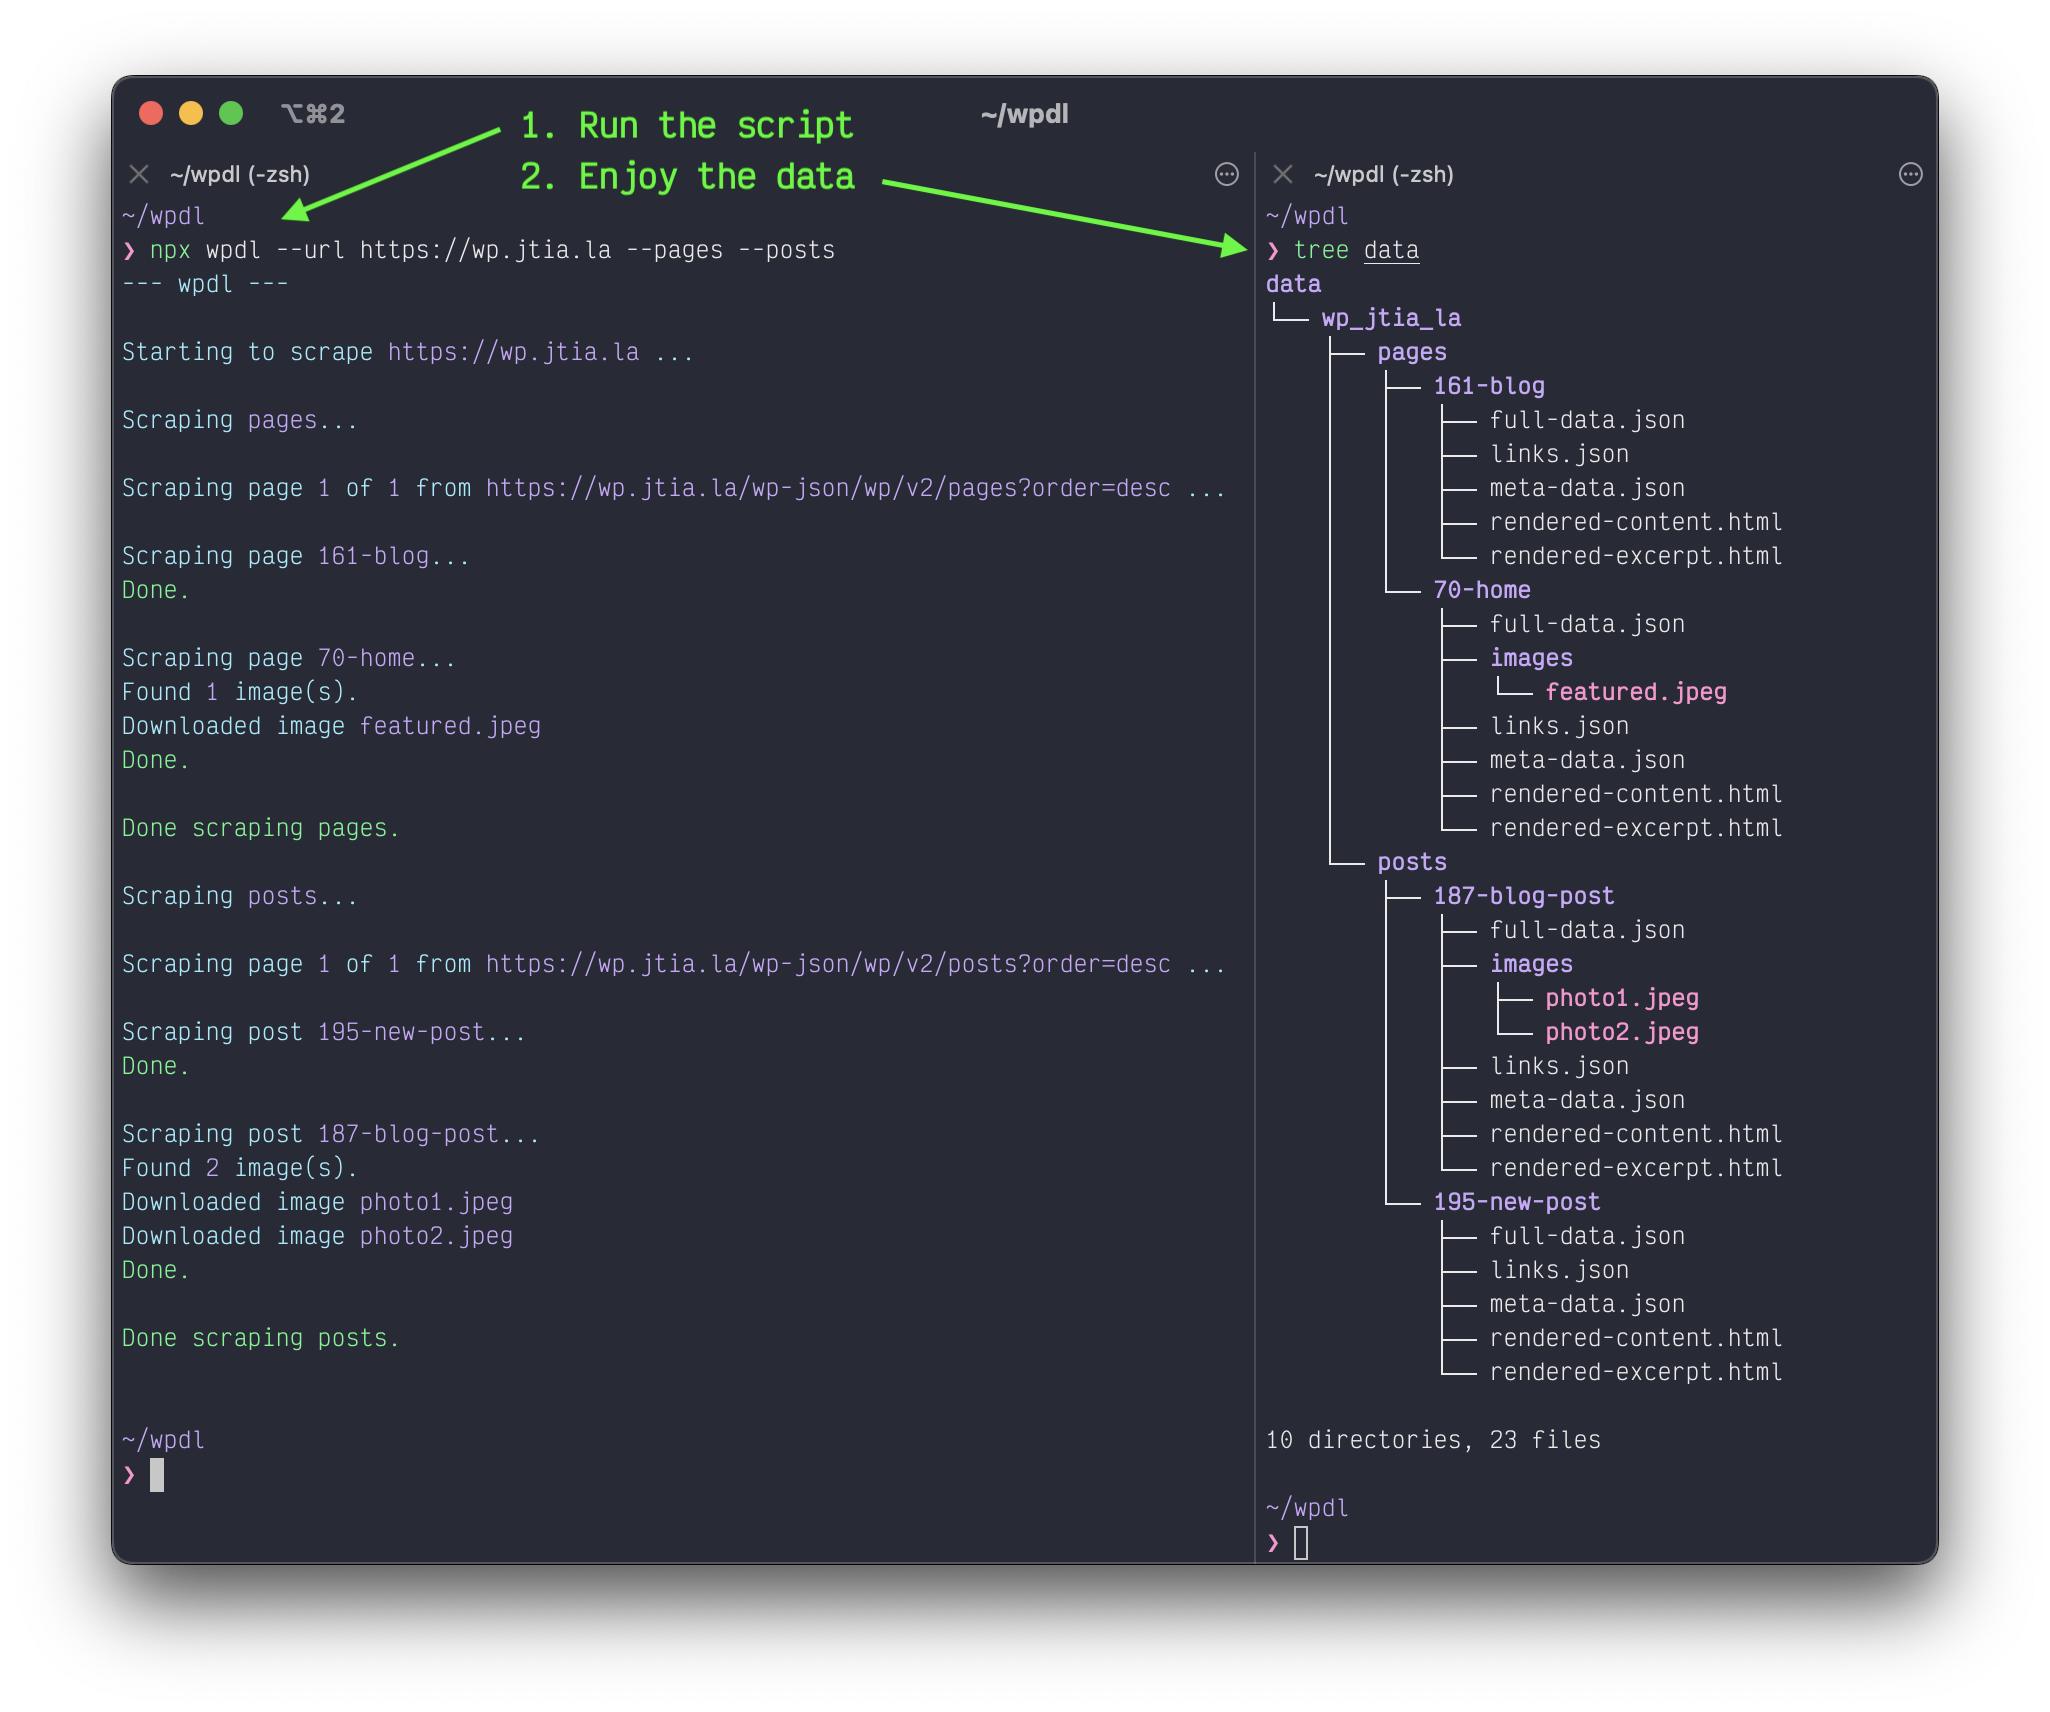 ⌥⌘2
~/wpdl
1. Run the script
2. Enjoy the data
~/wpdl (-zsh)
~/wpdl
❯ npx wpdl --url https://wp.jtia.la --pages --posts
--- wpdl ---
Starting to scrape https://wp.jtia.la ...
Scraping pages...
Scraping page 1 of 1 from https://wp.jtia.la/wp-json/wp/v2/pages?order=desc ...
Scraping page 161-blog...
Done.
Scraping page 70-home...
Found 1 image(s).
Downloaded image featured.jpeg
Done.
Done scraping pages.
Scraping posts...
Scraping page 1 of 1 from https://wp.jtia.la/wp-json/wp/v2/posts?order=desc ...
Scraping post 195-new-post...
Done.
Scraping post 187-blog-post...
Found 2 image(s).
Downloaded image photo1.jpeg
Downloaded image photo2.jpeg
Done.
Done scraping posts.
~/wpdl
❯
~/wpdl (-zsh)
~/wpdl
❯ tree data
data
└── wp_jtia_la
    ├── pages
    │   ├── 161-blog
    │   │   ├── full-data.json
    │   │   ├── links.json
    │   │   ├── meta-data.json
    │   │   ├── rendered-content.html
    │   │   └── rendered-excerpt.html
    │   └── 70-home
    │       ├── full-data.json
    │       ├── images
    │       │   └── featured.jpeg
    │       ├── links.json
    │       ├── meta-data.json
    │       ├── rendered-content.html
    │       └── rendered-excerpt.html
    └── posts
        ├── 187-blog-post
        │   ├── full-data.json
        │   ├── images
        │   │   ├── photo1.jpeg
        │   │   └── photo2.jpeg
        │   ├── links.json
        │   ├── meta-data.json
        │   ├── rendered-content.html
        │   └── rendered-excerpt.html
        └── 195-new-post
            ├── full-data.json
            ├── links.json
            ├── meta-data.json
            ├── rendered-content.html
            └── rendered-excerpt.html
10 directories, 23 files
~/wpdl
❯